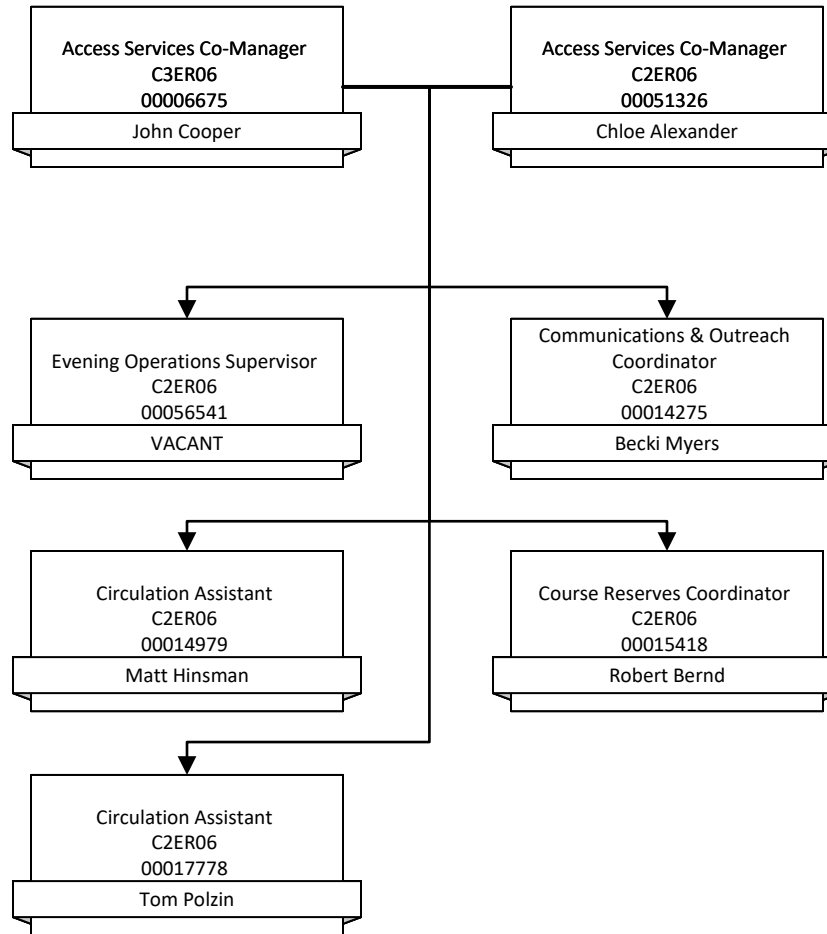 Access Services Co-Manager
C3ER06
00006675
John Cooper
Access Services Co-Manager
C2ER06
00051326
Chloe Alexander
Evening Operations Supervisor
C2ER06
00056541
VACANT
Communications & Outreach
Coordinator
C2ER06
00014275
Becki Myers
Circulation Assistant
C2ER06
00014979
Matt Hinsman
Course Reserves Coordinator
C2ER06
00015418
Robert Bernd
Circulation Assistant
C2ER06
00017778
Tom Polzin